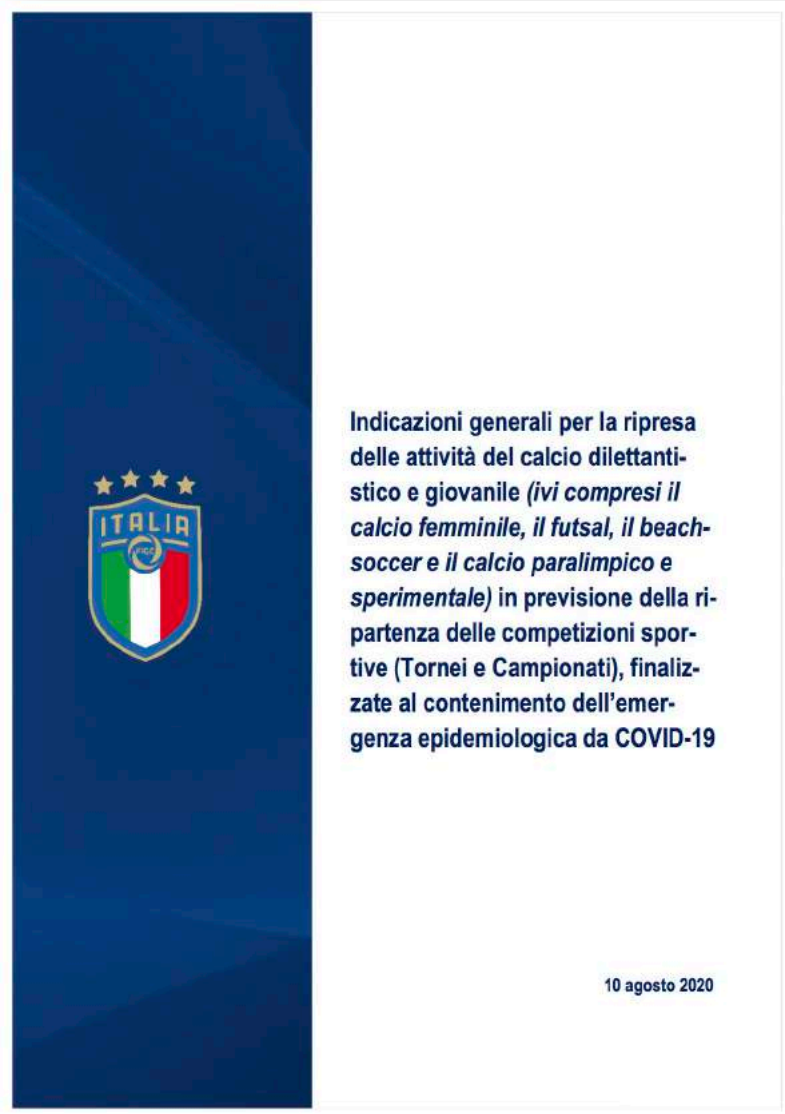 Indicazioni generali per la ripresa
delle attività del calcio dilettanti-
stico e giovanile (ivi compresi il
calcio femminile, il futsal, il beach-
soccer e il calcio paralimpico e
sperimentale) in previsione della ri-
partenza delle competizioni spor-
tive (Tornei e Campionati), finaliz-
zate al contenimento dell'emer-
genza epidemiologica da COVID-19
ITALIA
FIGC
10 agosto 2020